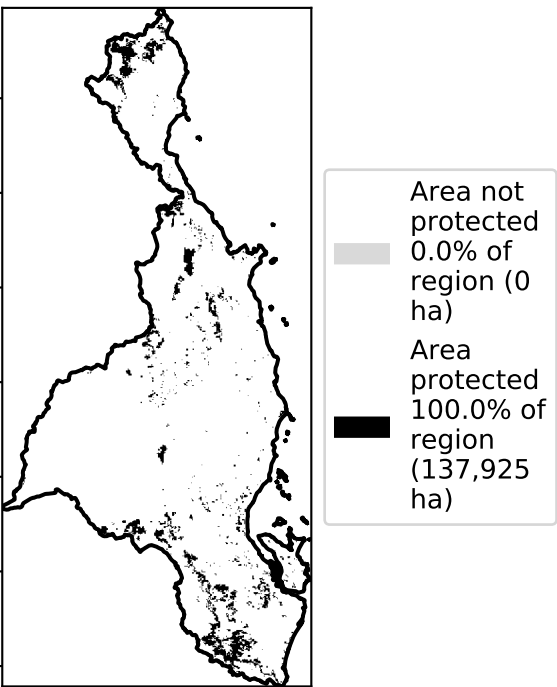 Area not
protected
0.0% of
region (0
ha)
Area
protected
100.0% of
region
(137,925
ha)